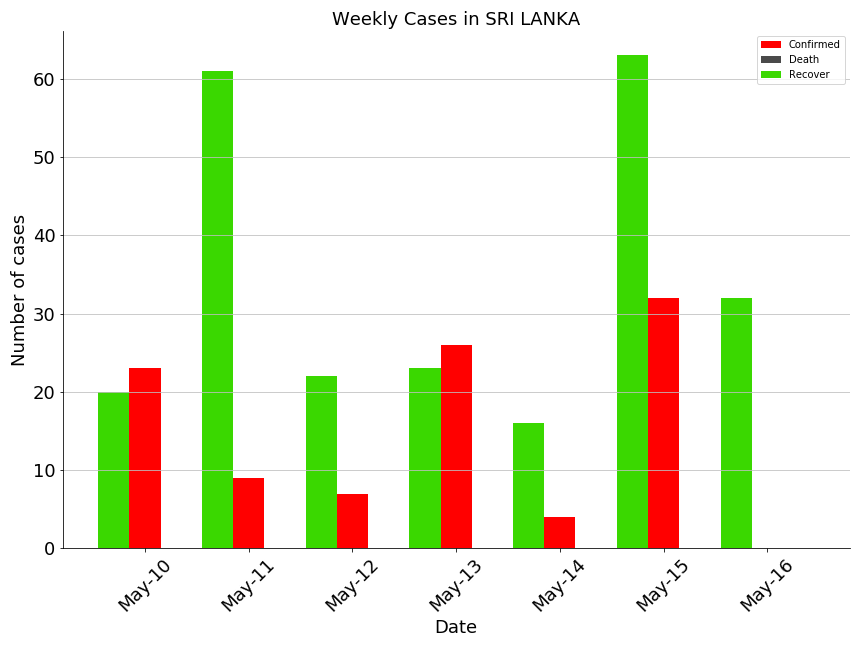 Weekly Cases in SRI LANKA
Confirmed
Death
Recover
Number of cases
60
50
40
30
20
10
0
May-10
May-11
May-12
May-13
May-14
May-15
May-16
Date